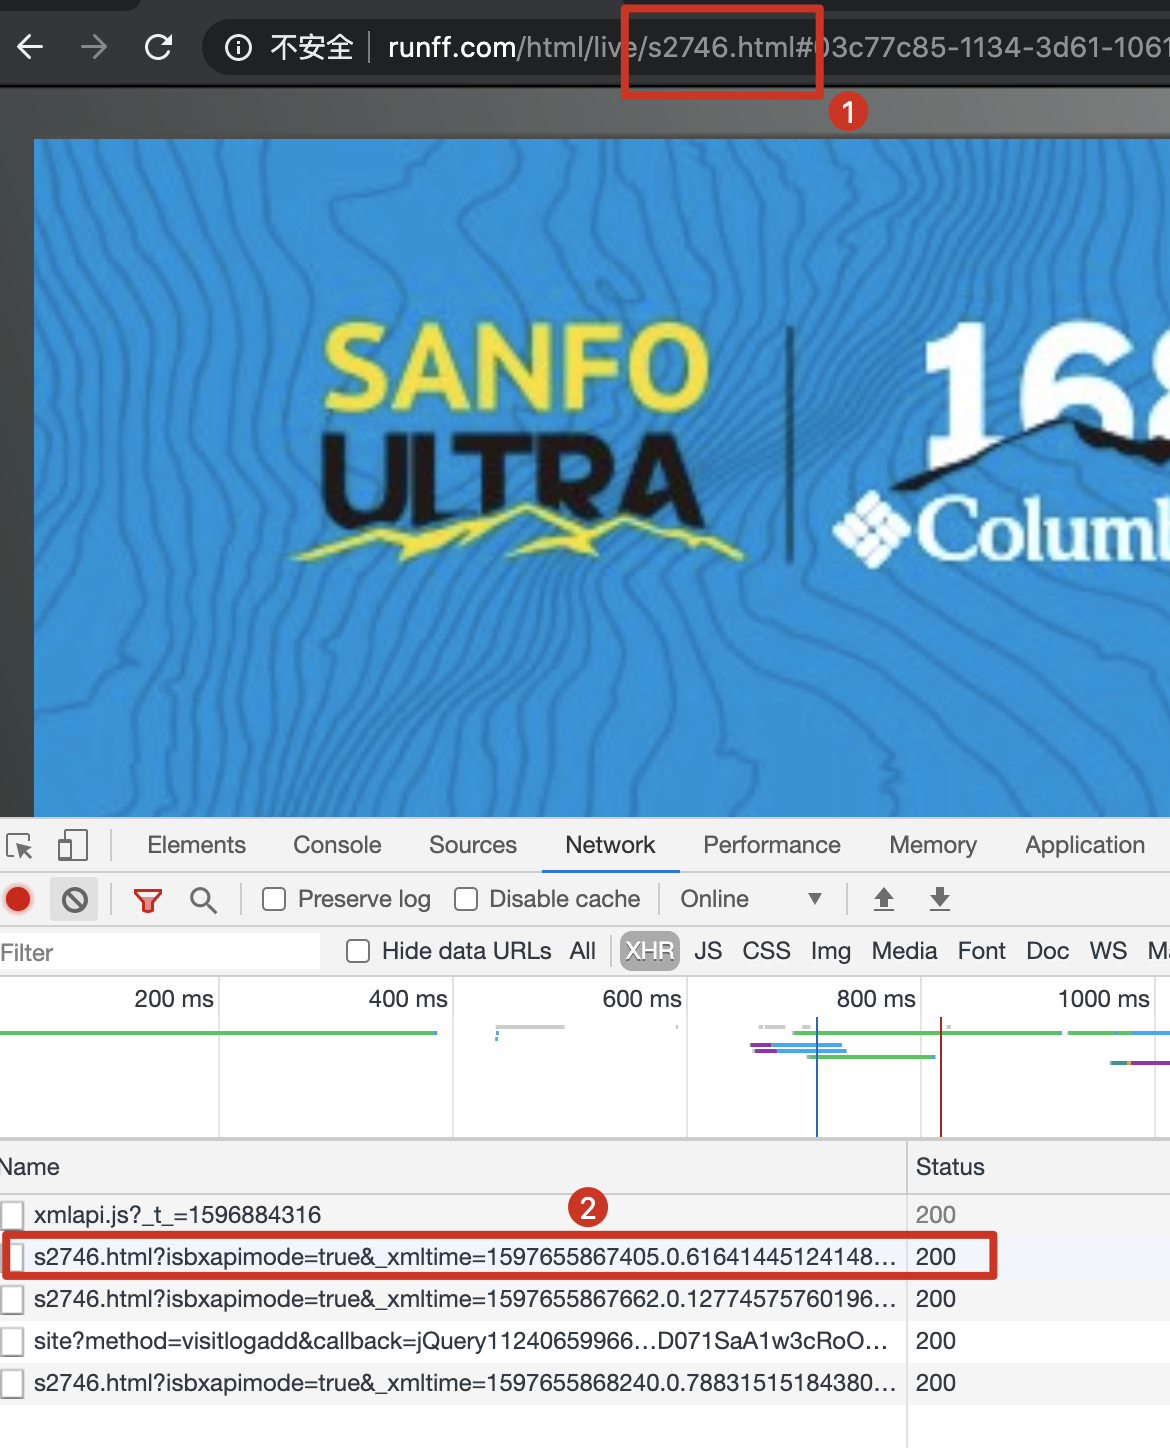 不安全 runff.com/html/live/s2746.html#03c77c85-1134-3d61-1061
1
SANFO
ULTRA
168
Columb
Elements Console Sources Network Performance Memory Application
Preserve log Disable cache Online
Filter Hide data URLs All XHR JS CSS Img Media Font Doc WS Ma
200 ms 400 ms 600 ms 800 ms 1000 ms
Name Status
2
xmlapi.js?_t_=1596884316 200
s2746.html?isbxapimode=true&_xmltime=1597655867405.0.61641445124148... 200
s2746.html?isbxapimode=true&_xmltime=1597655867662.0.12774575760196... 200
site?method=visitlogadd&callback=jQuery11240659966...D071SaA1w3cRoO... 200
s2746.html?isbxapimode=true&_xmltime=1597655868240.0.78831515184380... 200